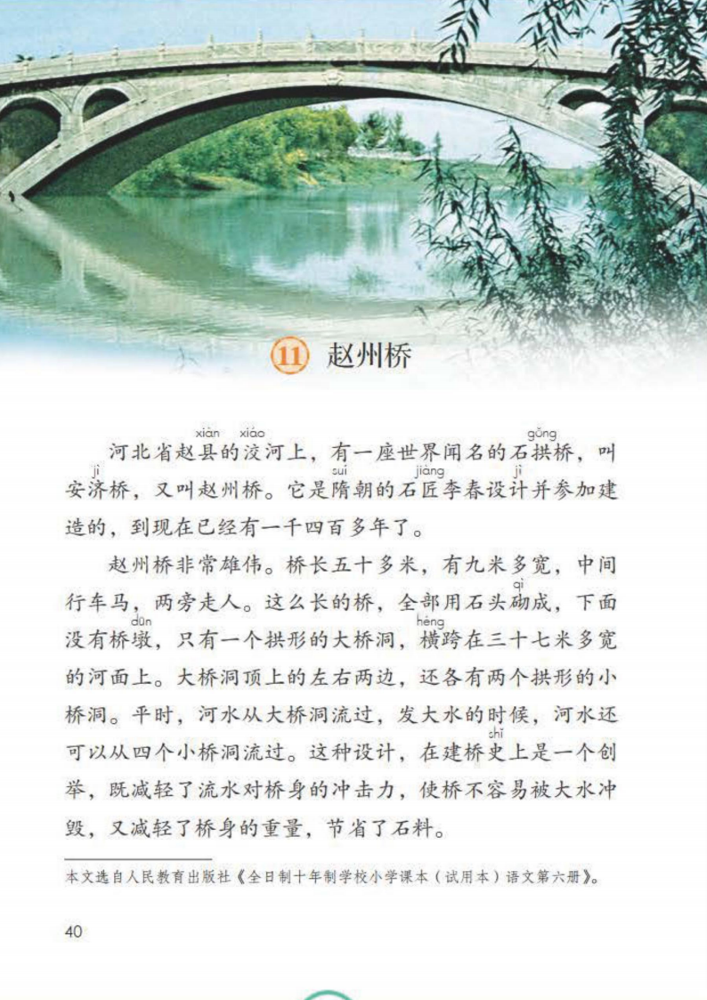 11 赵州桥
xiàn xiáo gǒng
河北省赵县的洨河上，有一座世界闻名的石拱桥，叫
jì suí jiàng jì
安济桥，又叫赵州桥。它是隋朝的石匠李春设计并参加建
造的，到现在已经有一千四百多年了。
赵州桥非常雄伟。桥长五十多米，有九米多宽，中间
qì
行车马，两旁走人。这么长的桥，全部用石头砌成，下面
dūn héng
没有桥墩，只有一个拱形的大桥洞，横跨在三十七米多宽
的河面上。大桥洞顶上的左右两边，还各有两个拱形的小
桥洞。平时，河水从大桥洞流过，发大水的时候，河水还
shǐ
可以从四个小桥洞流过。这种设计，在建桥史上是一个创
举，既减轻了流水对桥身的冲击力，使桥不容易被大水冲
毁，又减轻了桥身的重量，节省了石料。
本文选自人民教育出版社《全日制十年制学校小学课本（试用本）语文第六册》。
40